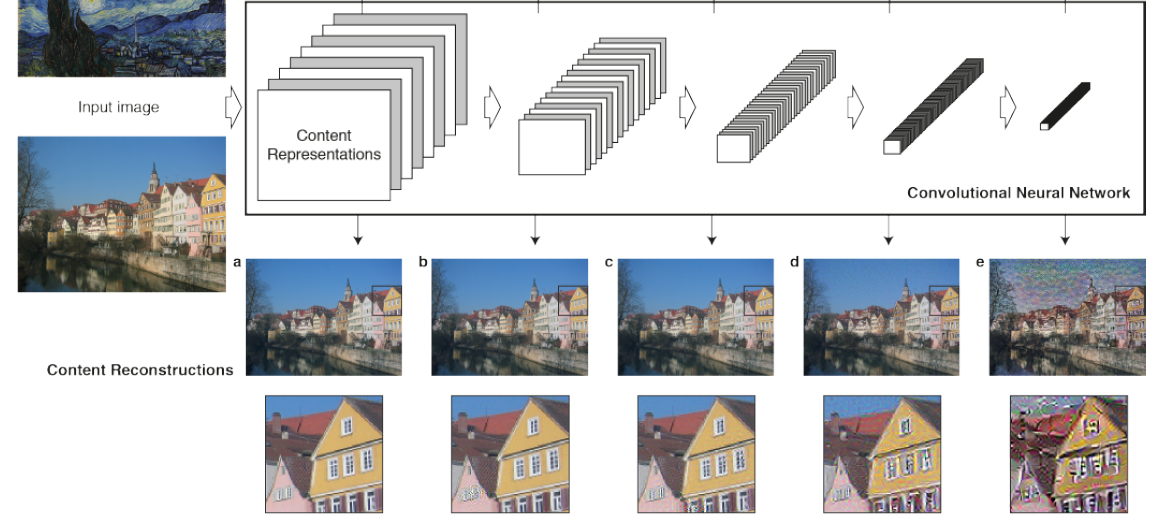 Input image
Content
Representations
Convolutional Neural Network
a
b
c
d
e
Content Reconstructions